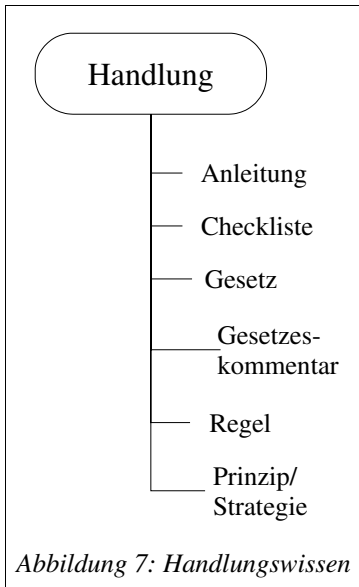 Handlung
Anleitung
Checkliste
Gesetz
Gesetzes-
kommentar
Regel
Prinzip/
Strategie
Abbildung 7: Handlungswissen